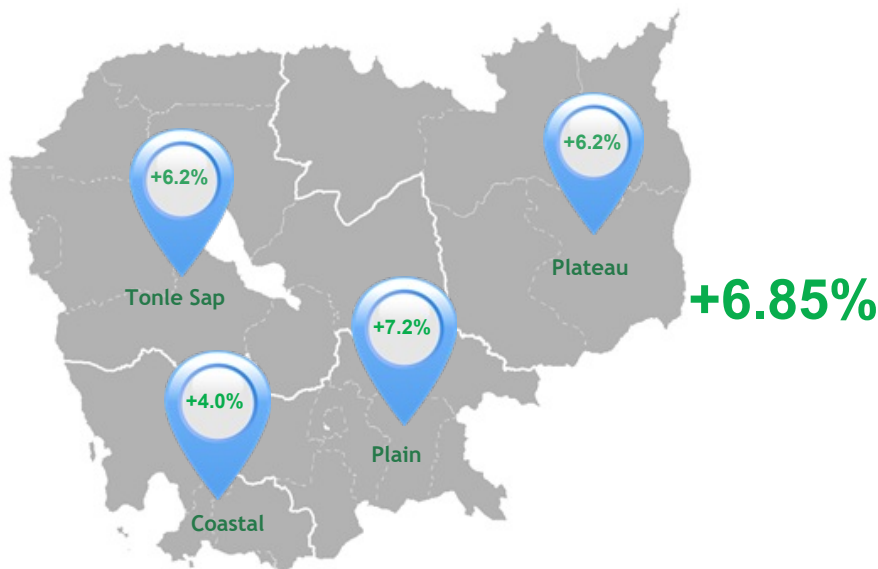 +6.2%
Plateau
+6.2%
Tonle Sap
+6.85%
+7.2%
Plain
+4.0%
Coastal